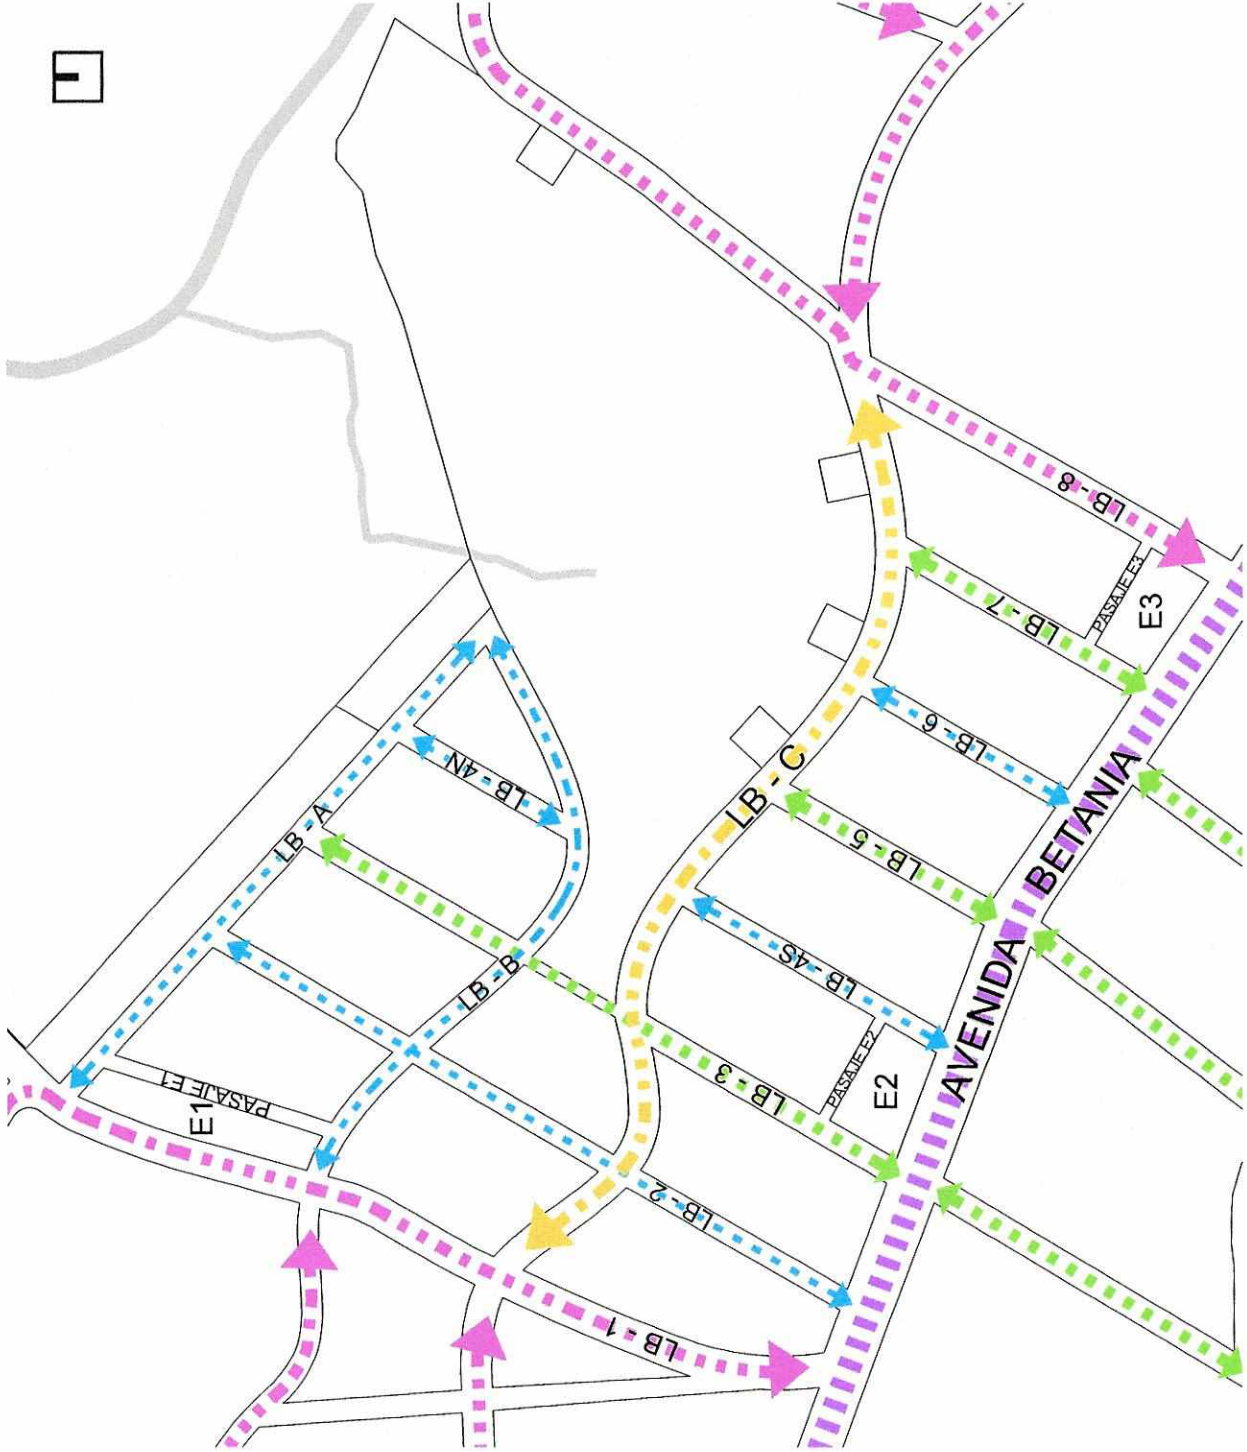 LB - 8
PASAJE E3
E3
LB - 7
LB - 6
LB - 4N
LB - A
LB - C
AVENIDA BETANIA
LB - 5
LB - B
LB - 4S
PASAJE E2
E2
LB - 3
PASAJE E1
E1
LB - 2
LB - 1